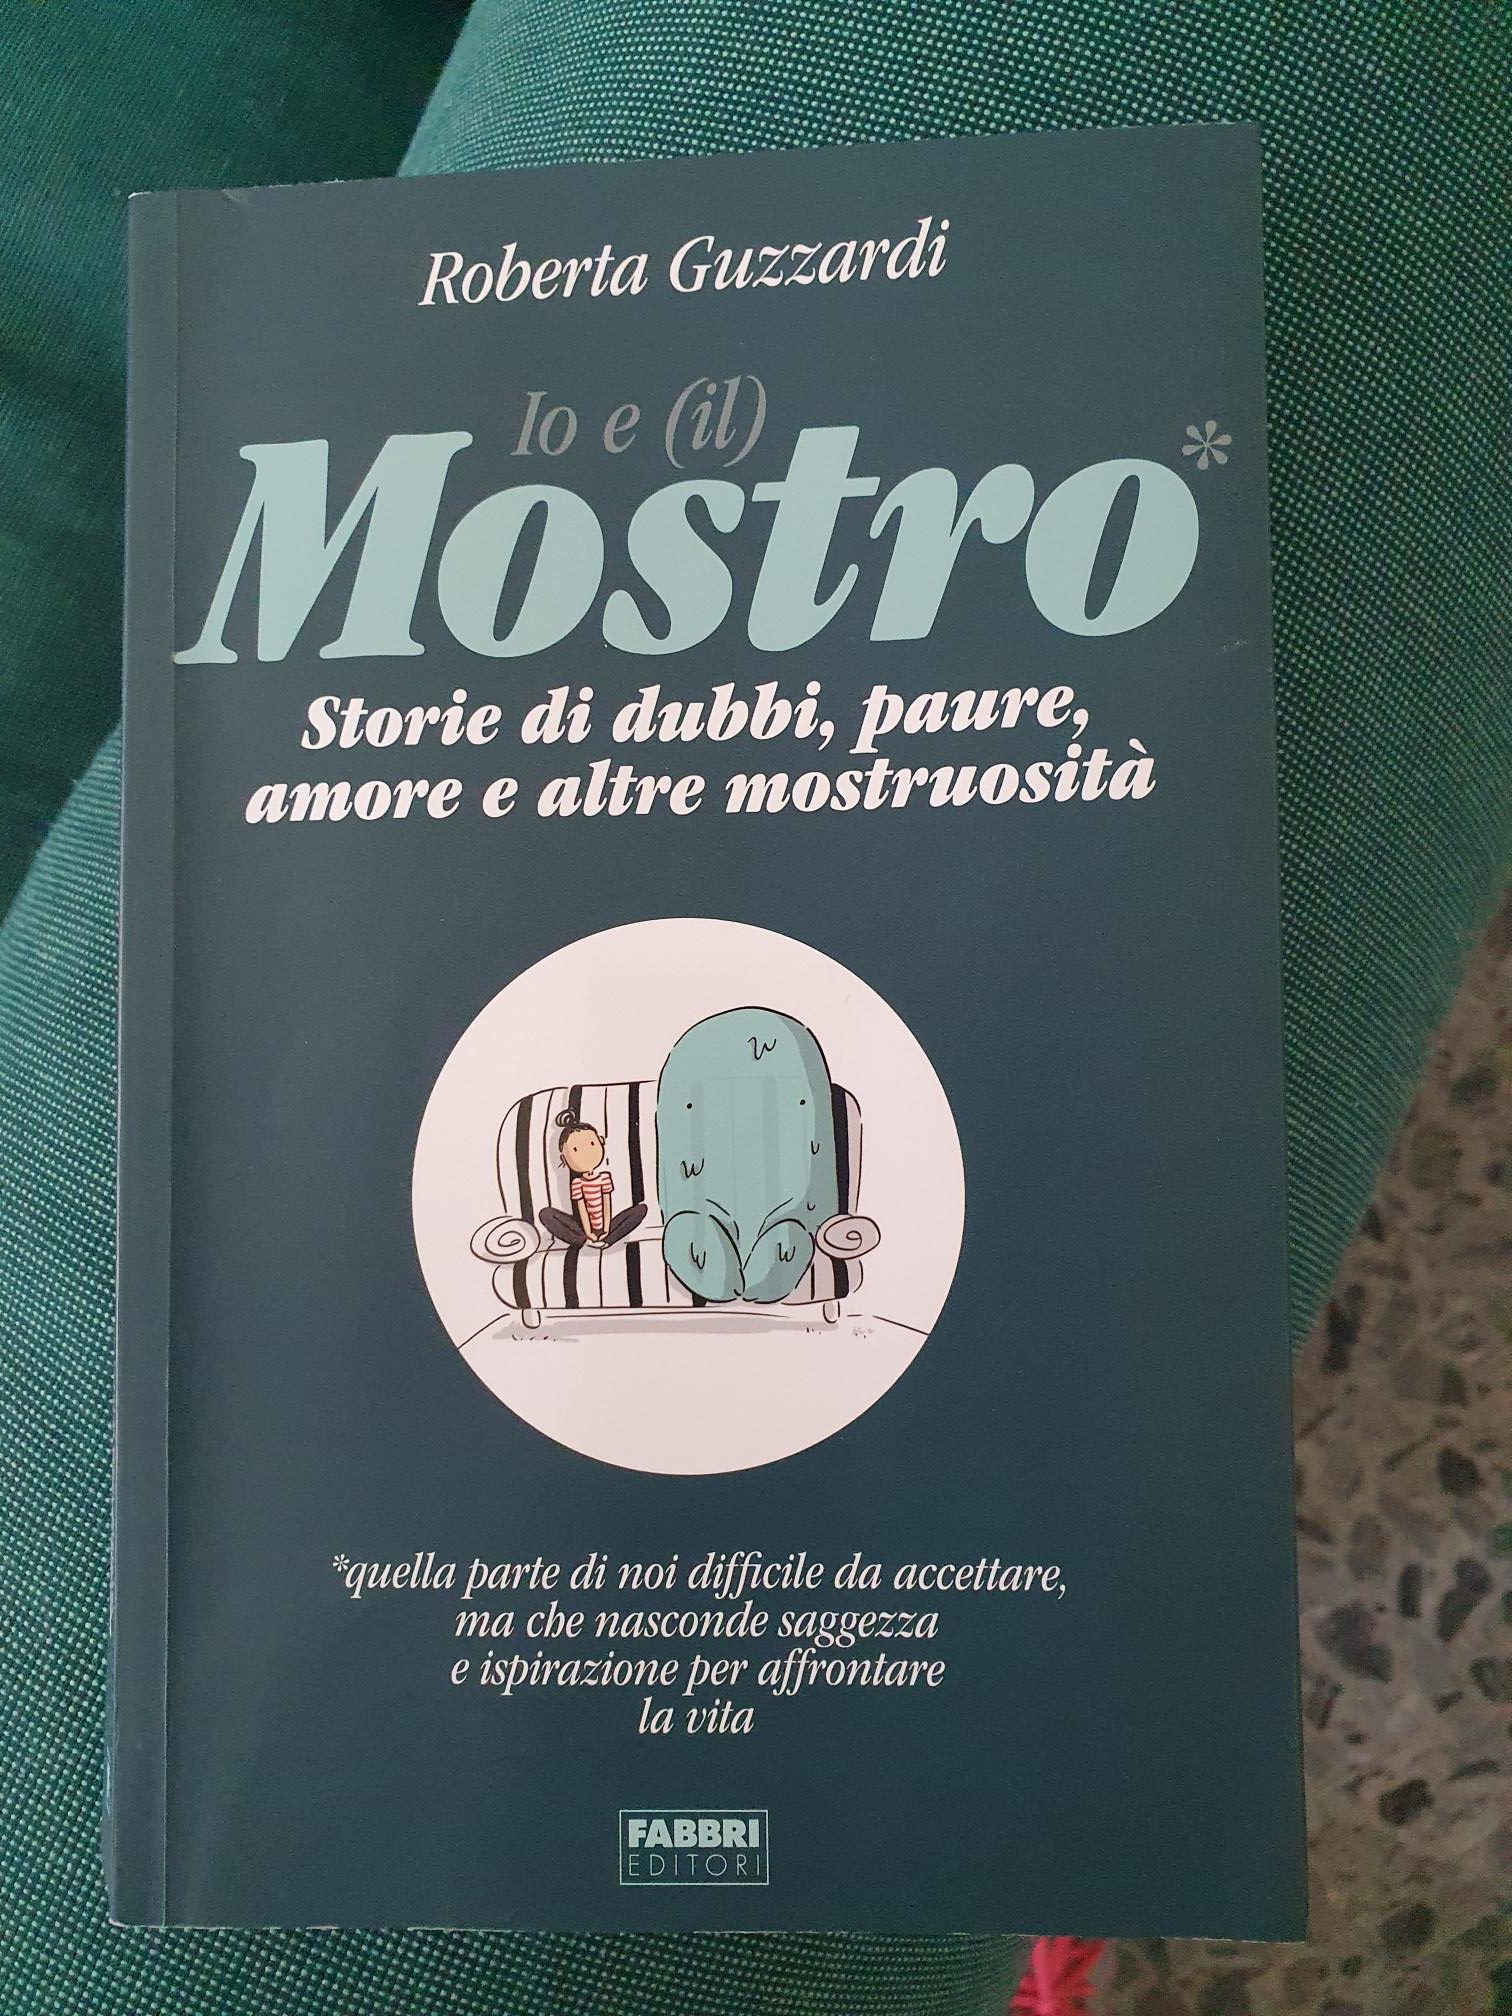 Roberta Guzzardi
Io e (il)
Mostro*
Storie di dubbi, paure,
amore e altre mostruosità
*quella parte di noi difficile da accettare,
ma che nasconde saggezza
e ispirazione per affrontare
la vita
FABBRI
EDITORI